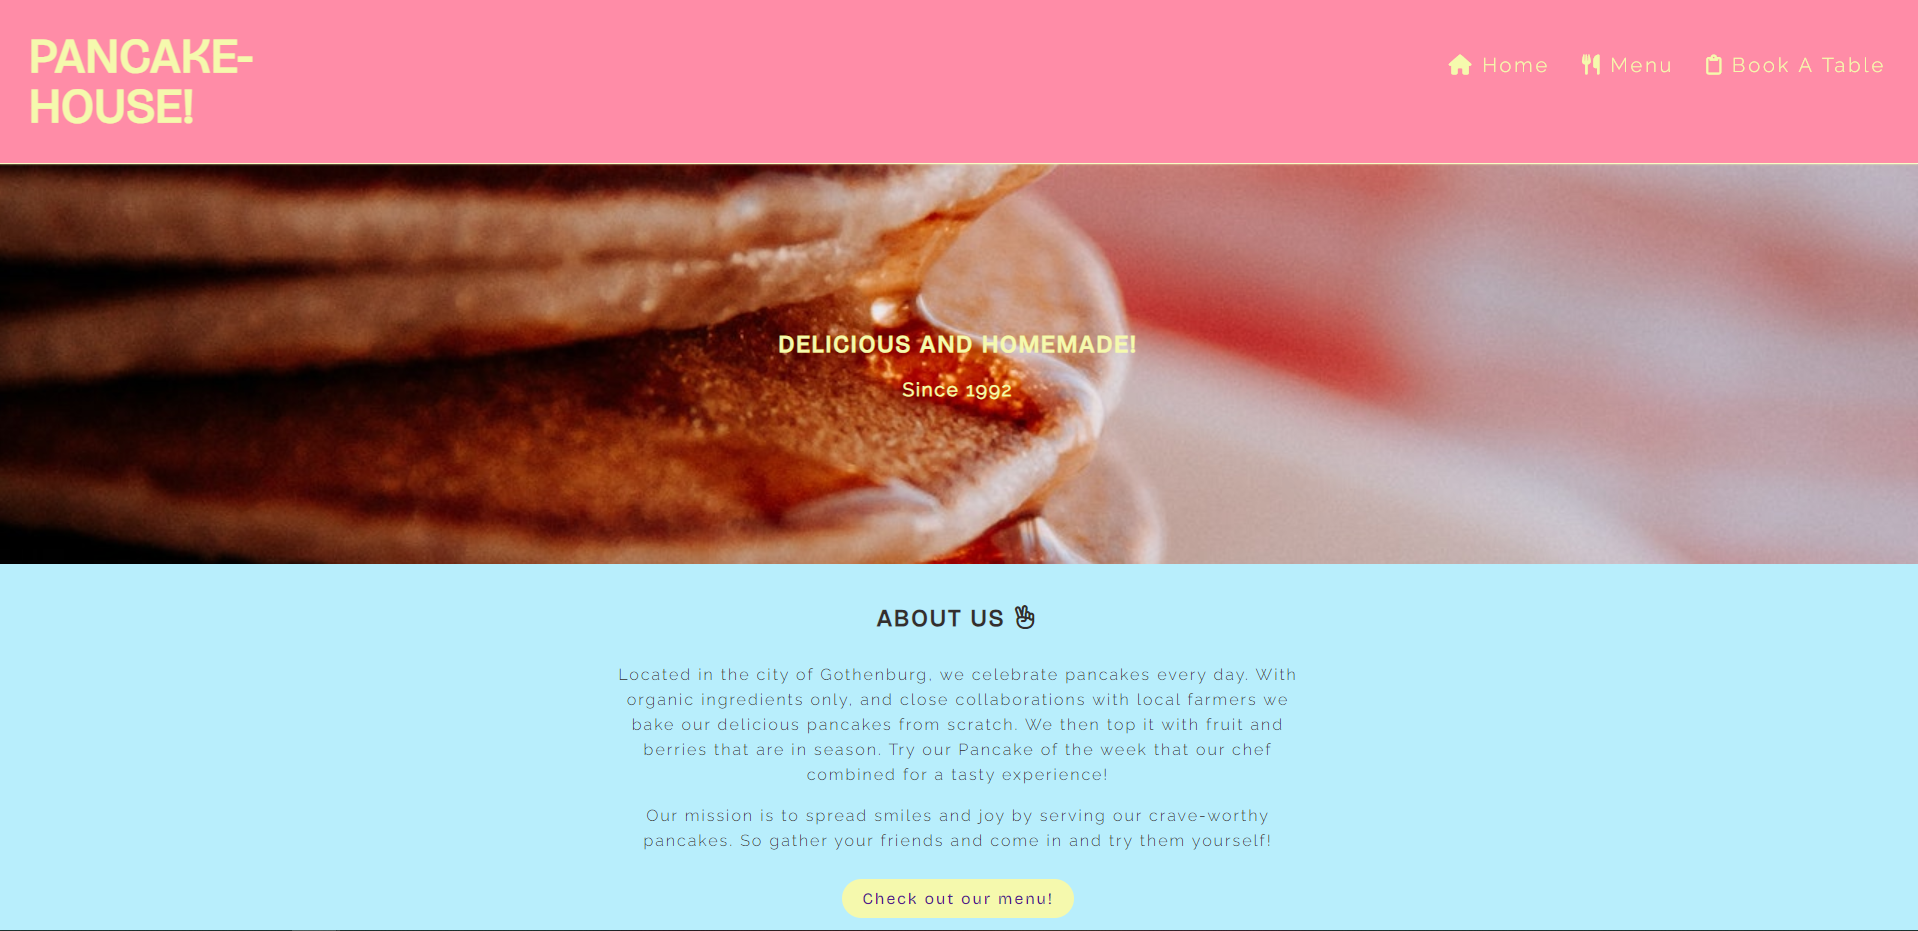 PANCAKE-
HOUSE!
Home Menu Book A Table
DELICIOUS AND HOMEMADE!
Since 1992
ABOUT US
Located in the city of Gothenburg, we celebrate pancakes every day. With
organic ingredients only, and close collaborations with local farmers we
bake our delicious pancakes from scratch. We then top it with fruit and
berries that are in season. Try our Pancake of the week that our chef
combined for a tasty experience!
Our mission is to spread smiles and joy by serving our crave-worthy
pancakes. So gather your friends and come in and try them yourself!
Check out our menu!